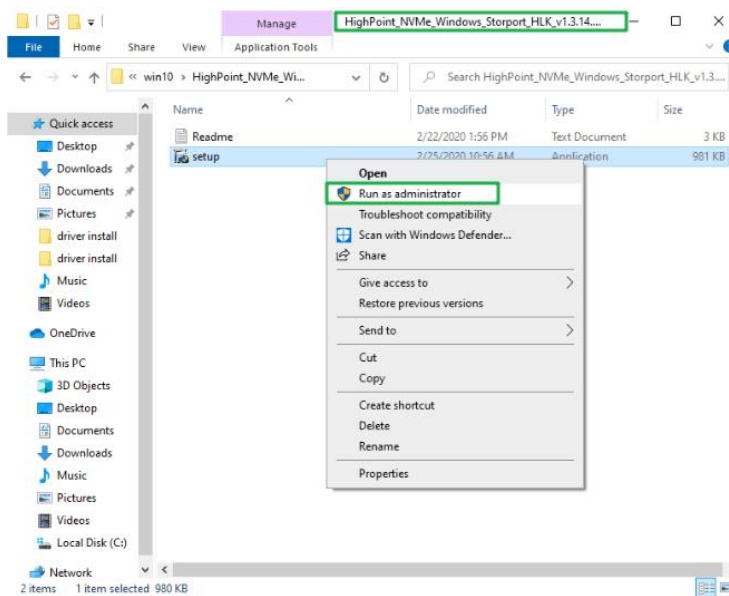 Manage
HighPoint_NVMe_Windows_Storport_HLK_v1.3.14....
File
Home
Share
View
Application Tools
« win10 › HighPoint_NVMe_Wi...
Search HighPoint_NVMe_Windows_Storport_HLK_v1.3....
Name
Date modified
Type
Size
Quick access
Desktop
Downloads
Documents
Pictures
driver install
driver install
Music
Videos
OneDrive
This PC
3D Objects
Desktop
Documents
Downloads
Music
Pictures
Videos
Local Disk (C:)
Network
Readme
2/22/2020 1:56 PM
Text Document
3 KB
setup
2/25/2020 10:56 AM
Application
981 KB
Open
Run as administrator
Troubleshoot compatibility
Scan with Windows Defender...
Share
Give access to
Restore previous versions
Send to
Cut
Copy
Create shortcut
Delete
Rename
Properties
2 items
1 item selected 980 KB